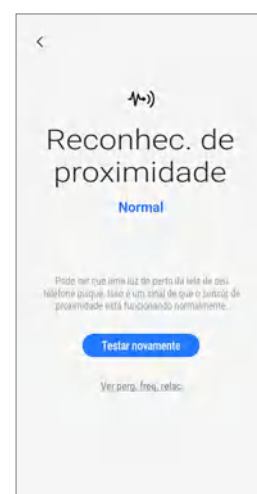 Reconhec. de
proximidade
Normal
Pode ser que uma luz do perto da tela de seu
telefone pisque. Isso é um sinal de que o sensor de
proximidade está funcionando normalmente.
Testar novamente
Ver perg. freq. relac.